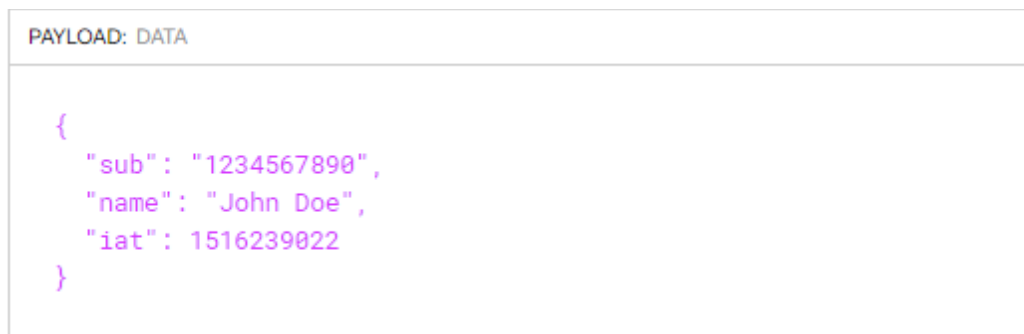 PAYLOAD: DATA
{
"sub": "1234567890",
"name": "John Doe",
"iat": 1516239022
}